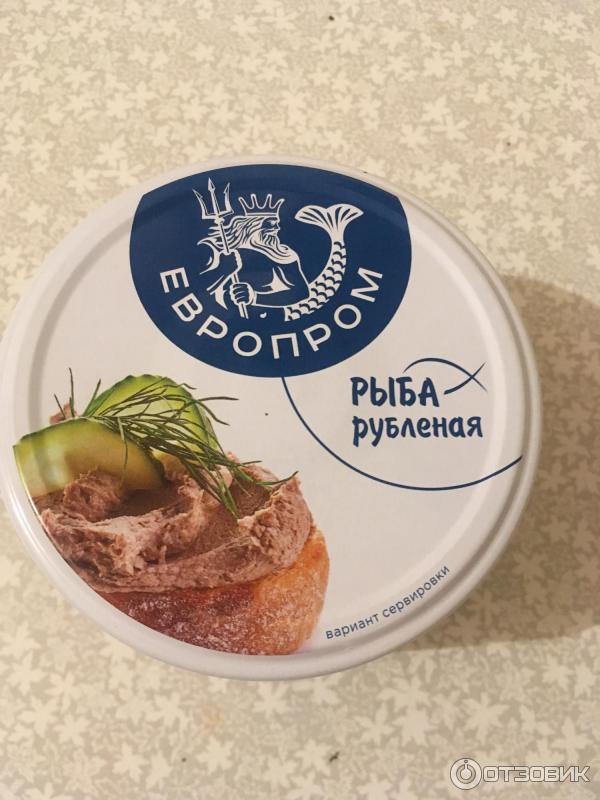 ЕВРОПРОМ
РЫБА
рубленая
вариант сервировки
ОТЗОВИК